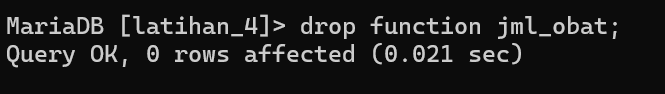 MariaDB [latihan_4]> drop function jml_obat;
Query OK, 0 rows affected (0.021 sec)